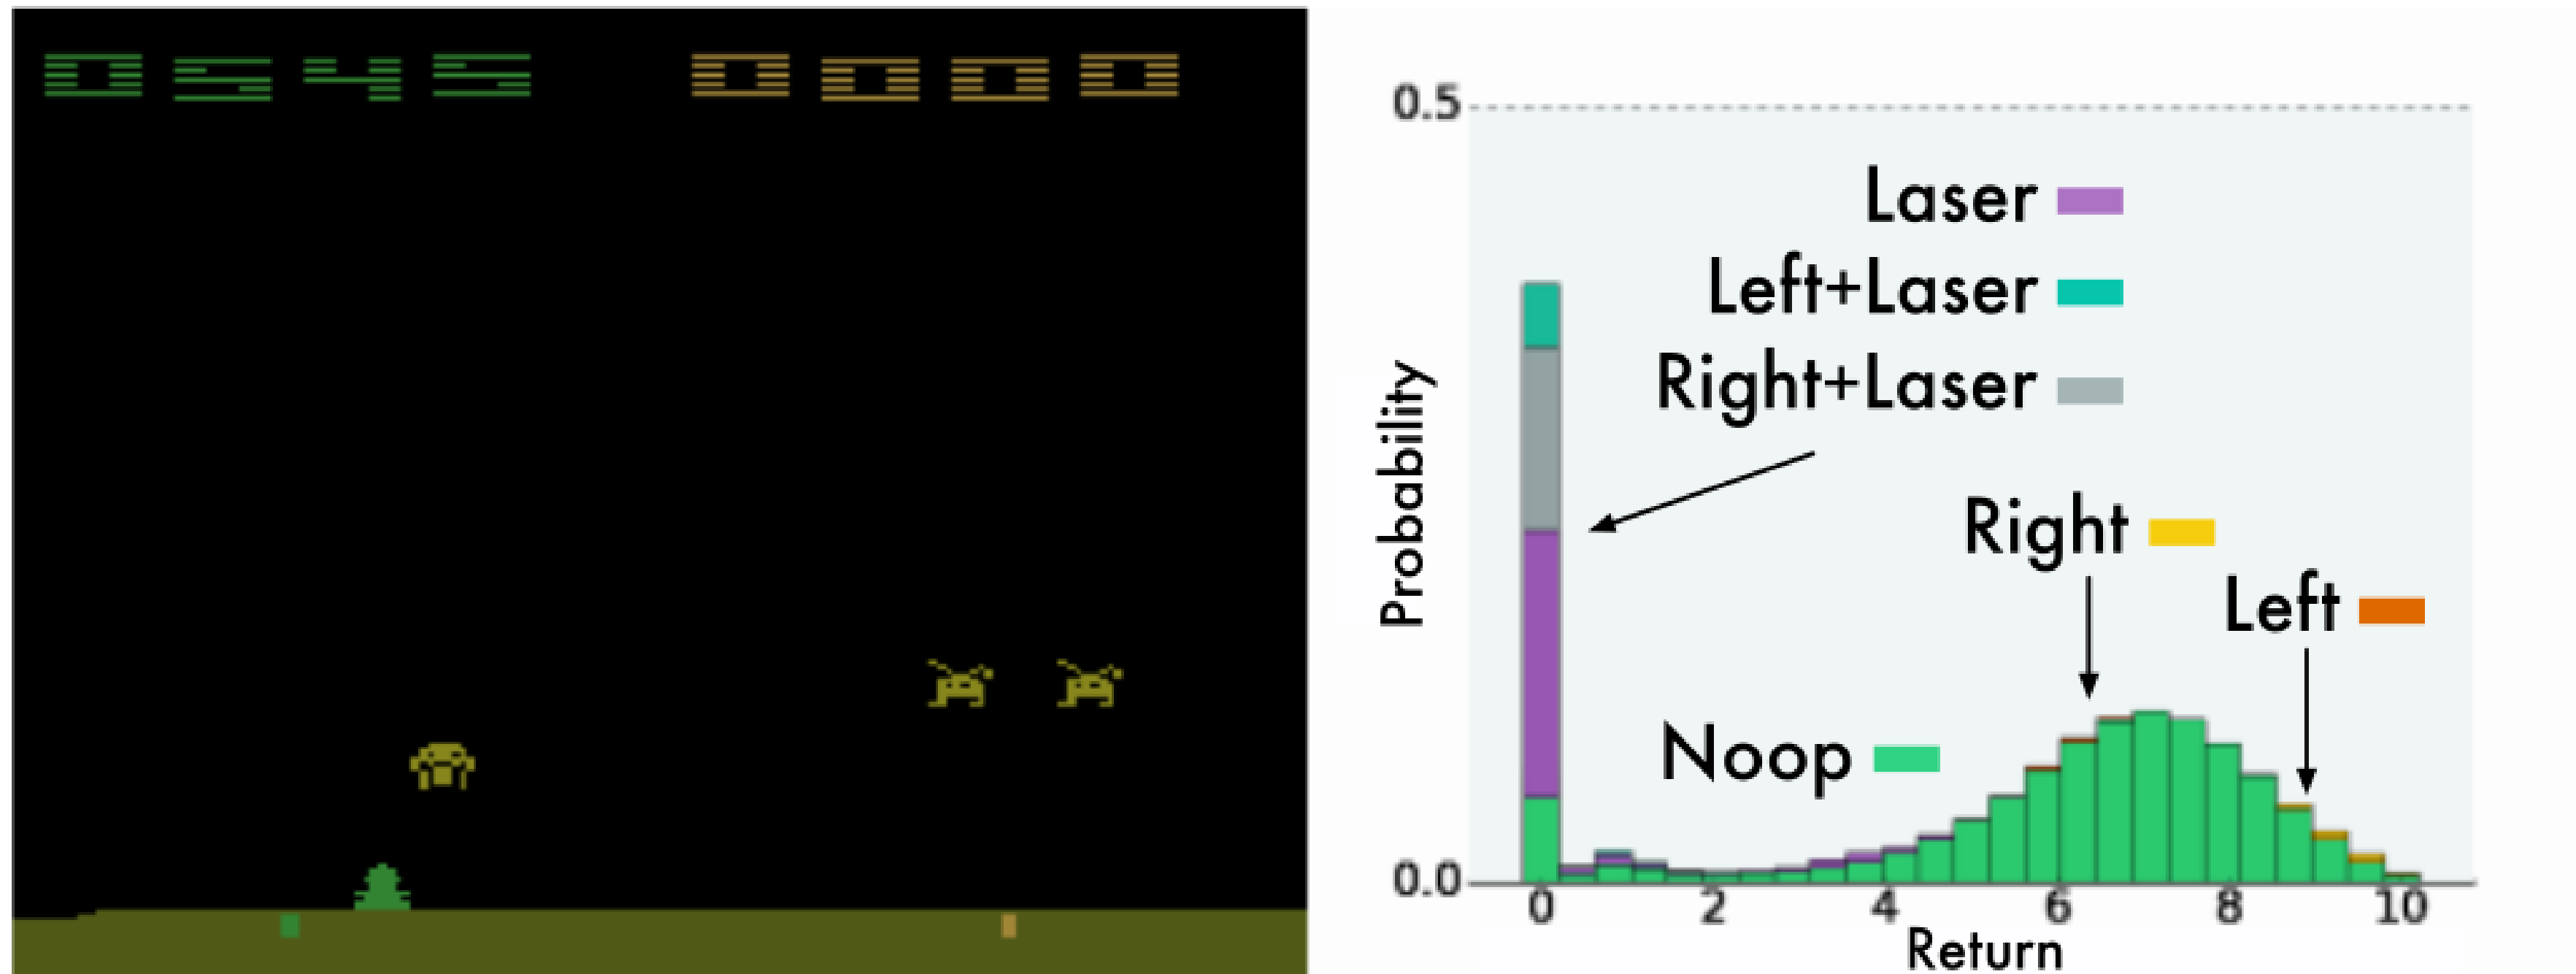 0545 0000
0.5
Laser
Left+Laser
Right+Laser
Right
Left
Noop
Probability
0.0
0 2 4 6 8 10
Return